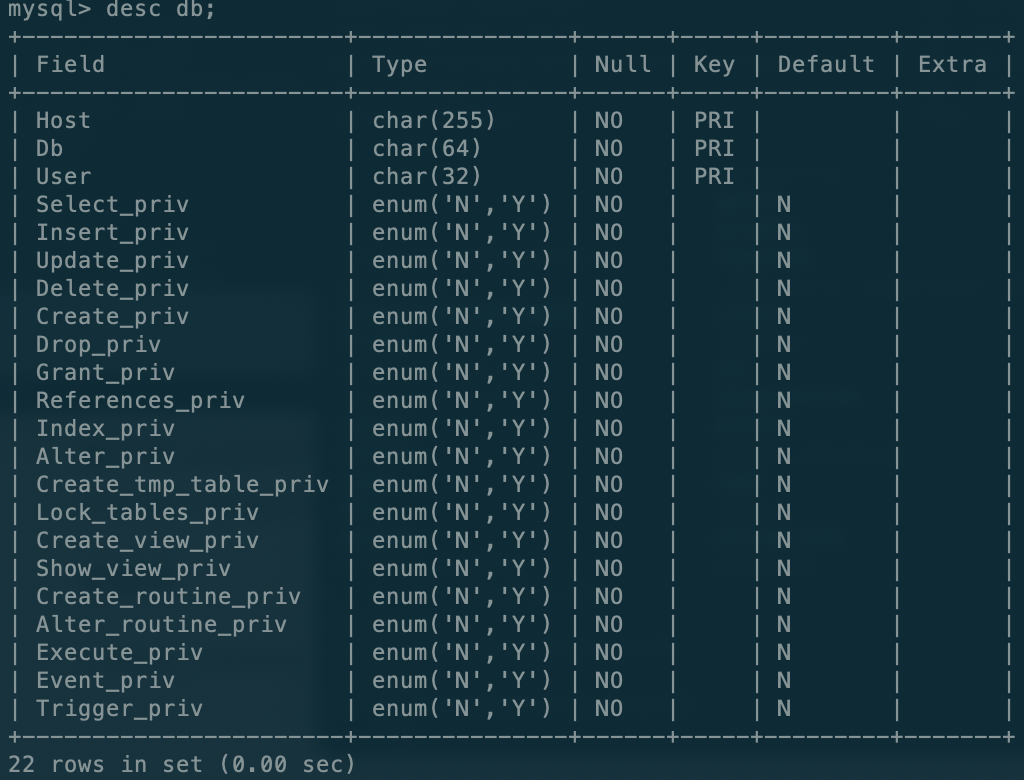 mysql> desc db;
+------------------------+---------------+------+-----+---------+-------+
| Field                  | Type          | Null | Key | Default | Extra |
+------------------------+---------------+------+-----+---------+-------+
| Host                   | char(255)     | NO   | PRI |         |       |
| Db                     | char(64)      | NO   | PRI |         |       |
| User                   | char(32)      | NO   | PRI |         |       |
| Select_priv            | enum('N','Y') | NO   |     | N       |       |
| Insert_priv            | enum('N','Y') | NO   |     | N       |       |
| Update_priv            | enum('N','Y') | NO   |     | N       |       |
| Delete_priv            | enum('N','Y') | NO   |     | N       |       |
| Create_priv            | enum('N','Y') | NO   |     | N       |       |
| Drop_priv              | enum('N','Y') | NO   |     | N       |       |
| Grant_priv             | enum('N','Y') | NO   |     | N       |       |
| References_priv        | enum('N','Y') | NO   |     | N       |       |
| Index_priv             | enum('N','Y') | NO   |     | N       |       |
| Alter_priv             | enum('N','Y') | NO   |     | N       |       |
| Create_tmp_table_priv  | enum('N','Y') | NO   |     | N       |       |
| Lock_tables_priv       | enum('N','Y') | NO   |     | N       |       |
| Create_view_priv       | enum('N','Y') | NO   |     | N       |       |
| Show_view_priv         | enum('N','Y') | NO   |     | N       |       |
| Create_routine_priv    | enum('N','Y') | NO   |     | N       |       |
| Alter_routine_priv     | enum('N','Y') | NO   |     | N       |       |
| Execute_priv           | enum('N','Y') | NO   |     | N       |       |
| Event_priv             | enum('N','Y') | NO   |     | N       |       |
| Trigger_priv           | enum('N','Y') | NO   |     | N       |       |
+------------------------+---------------+------+-----+---------+-------+
22 rows in set (0.00 sec)